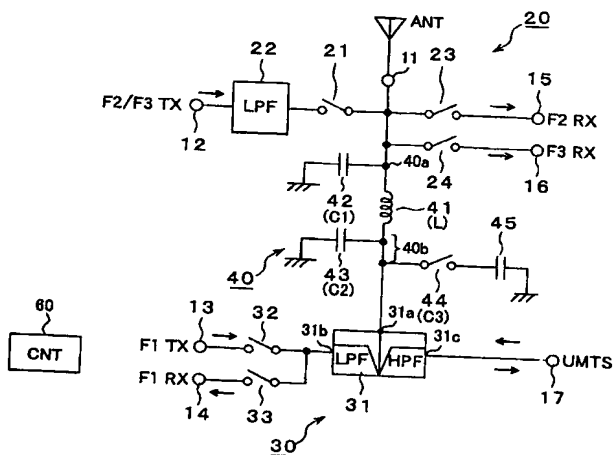 ANT
20
22
21
11
23
15
F2/F3 TX
LPF
F2 RX
12
40a
24
F3 RX
16
42
(C1)
41
(L)
45
40b
40
43
(C2)
44
(C3)
60
13
32
31a
31b
31c
CNT
F1 TX
LPF
HPF
UMTS
F1 RX
31
17
14
33
30